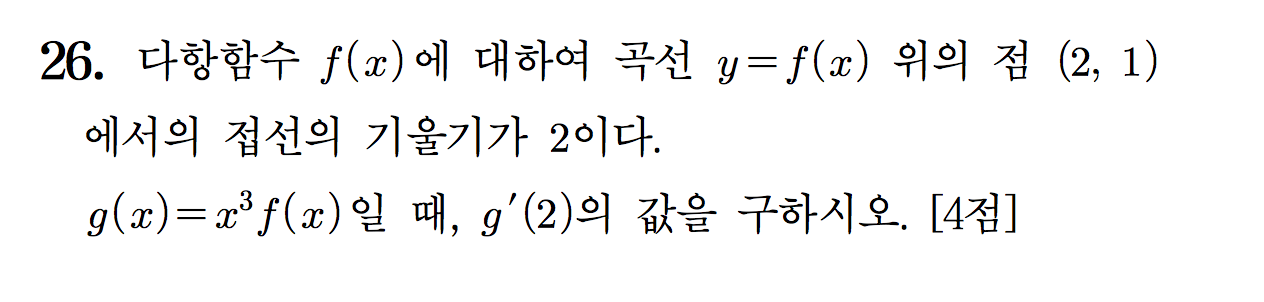 26. 다항함수 f(x)에 대하여 곡선 y=f(x) 위의 점 (2, 1)
에서의 접선의 기울기가 2이다.
g(x)=x³f(x)일 때, g′(2)의 값을 구하시오. [4점]